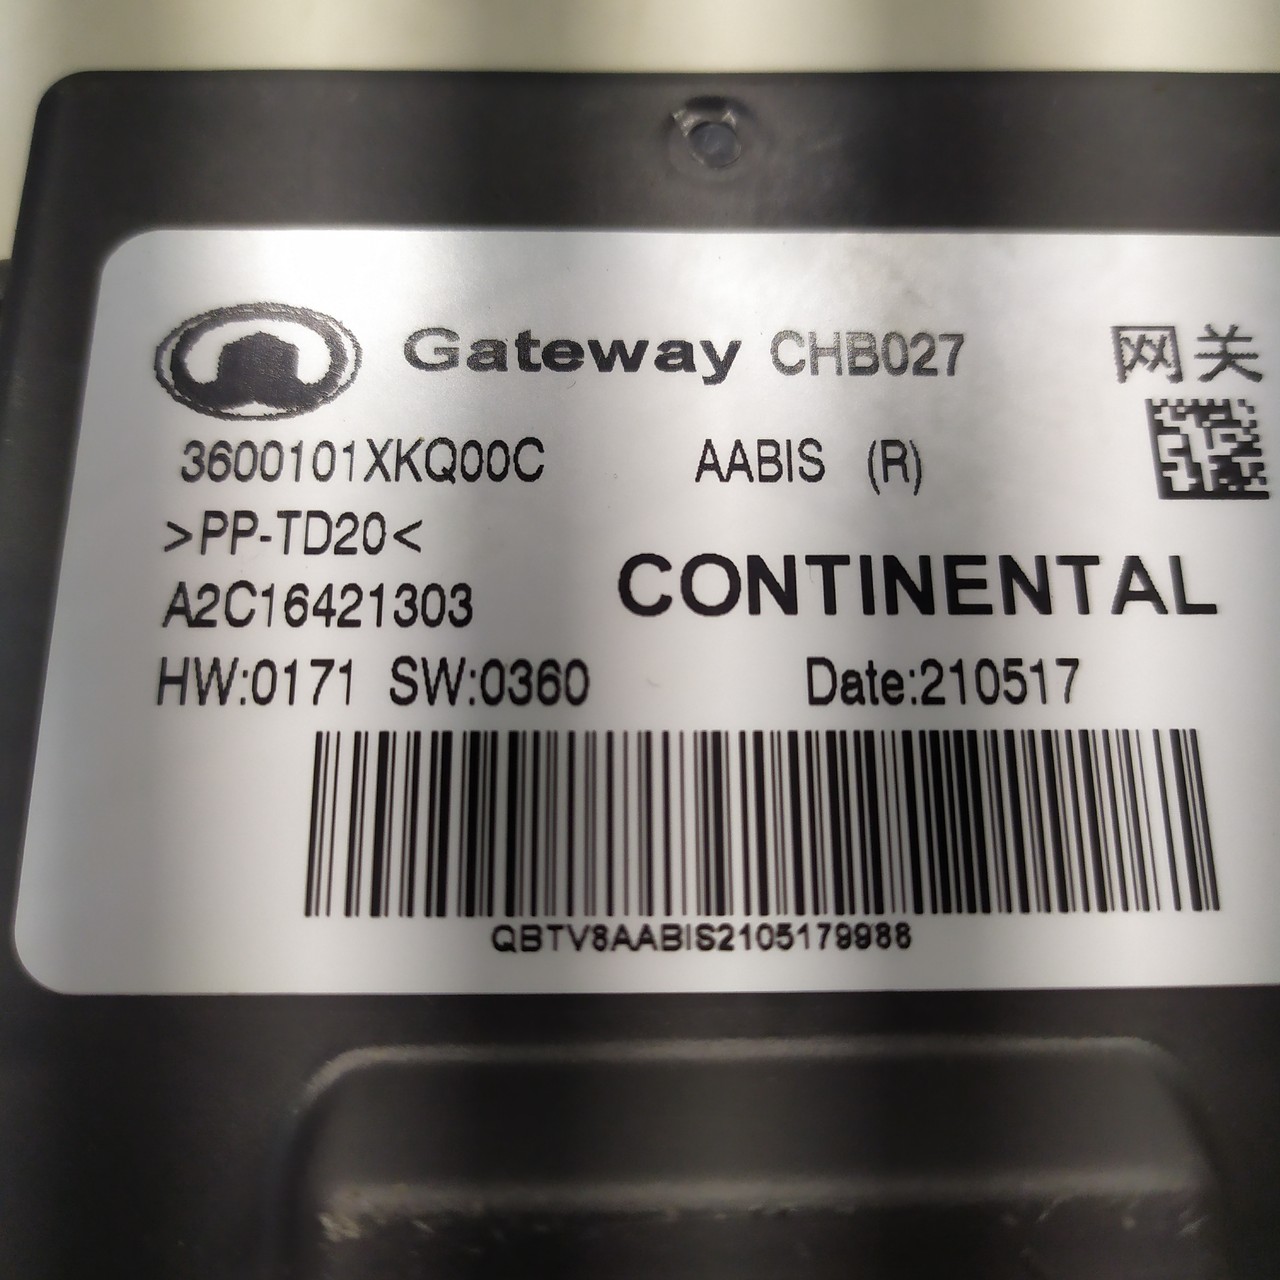 Gateway CHB027 网关
3600101XKQ00C AABIS (R)
>PP-TD20<
A2C16421303 CONTINENTAL
HW:0171 SW:0360 Date:210517
QBTV8AABIS2105179988